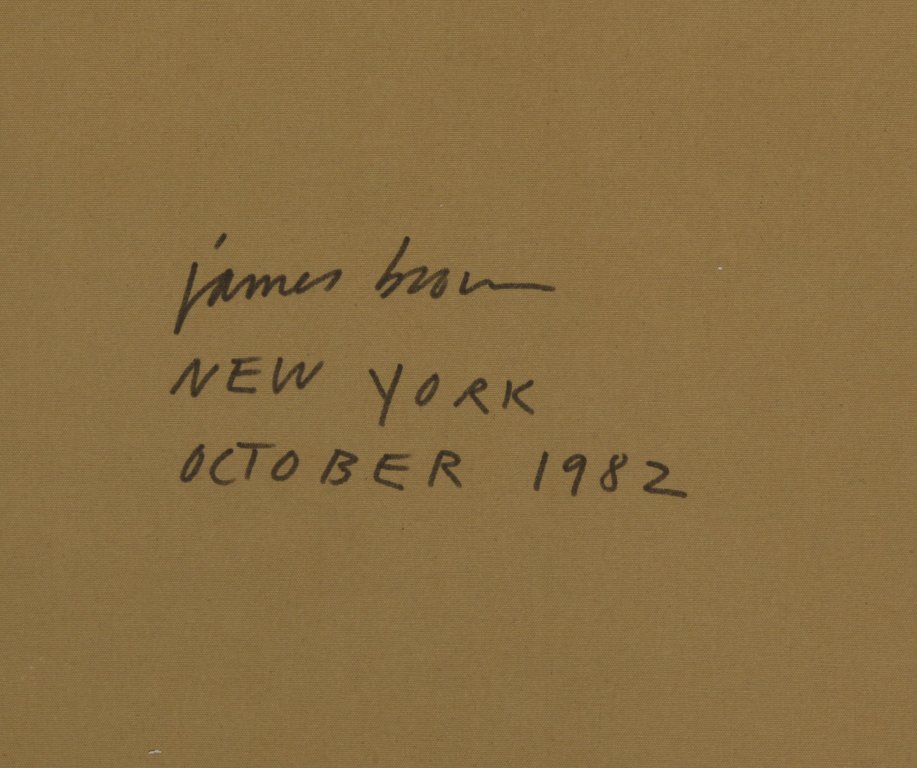 james brown
NEW YORK
OCTOBER 1982